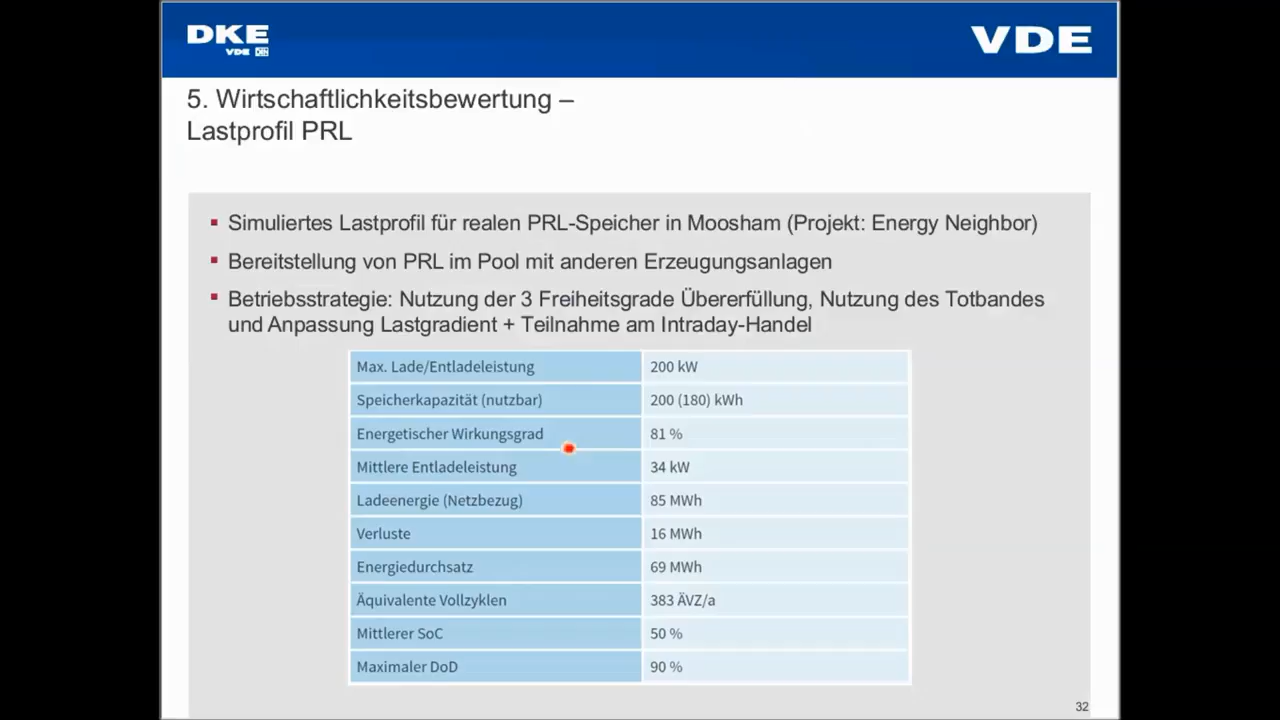 DKE
VDE DIN
VDE
5. Wirtschaftlichkeitsbewertung –
Lastprofil PRL
Simuliertes Lastprofil für realen PRL-Speicher in Moosham (Projekt: Energy Neighbor)
Bereitstellung von PRL im Pool mit anderen Erzeugungsanlagen
Betriebsstrategie: Nutzung der 3 Freiheitsgrade Übererfüllung, Nutzung des Totbandes
und Anpassung Lastgradient + Teilnahme am Intraday-Handel
Max. Lade/Entladeleistung 200 kW
Speicherkapazität (nutzbar) 200 (180) kWh
Energetischer Wirkungsgrad 81 %
Mittlere Entladeleistung 34 kW
Ladeenergie (Netzbezug) 85 MWh
Verluste 16 MWh
Energiedurchsatz 69 MWh
Äquivalente Vollzyklen 383 ÄVZ/a
Mittlerer SoC 50 %
Maximaler DoD 90 %
32